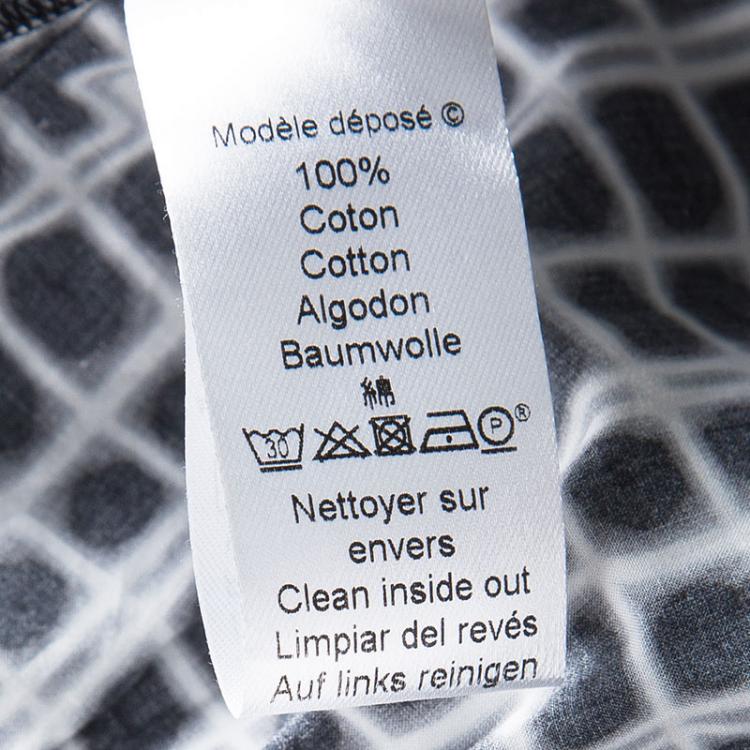 Modèle déposé ©
100%
Coton
Cotton
Algodon
Baumwolle
綿
30 P ®
Nettoyer sur
envers
Clean inside out
Limpiar del revés
Auf links reinigen